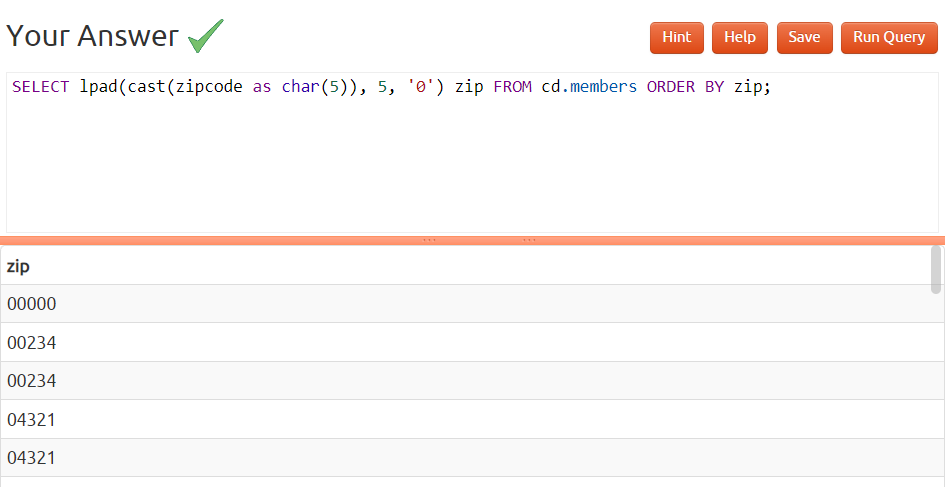 Your Answer
Hint Help Save Run Query
SELECT lpad(cast(zipcode as char(5)), 5, '0') zip FROM cd.members ORDER BY zip;
zip
00000
00234
00234
04321
04321